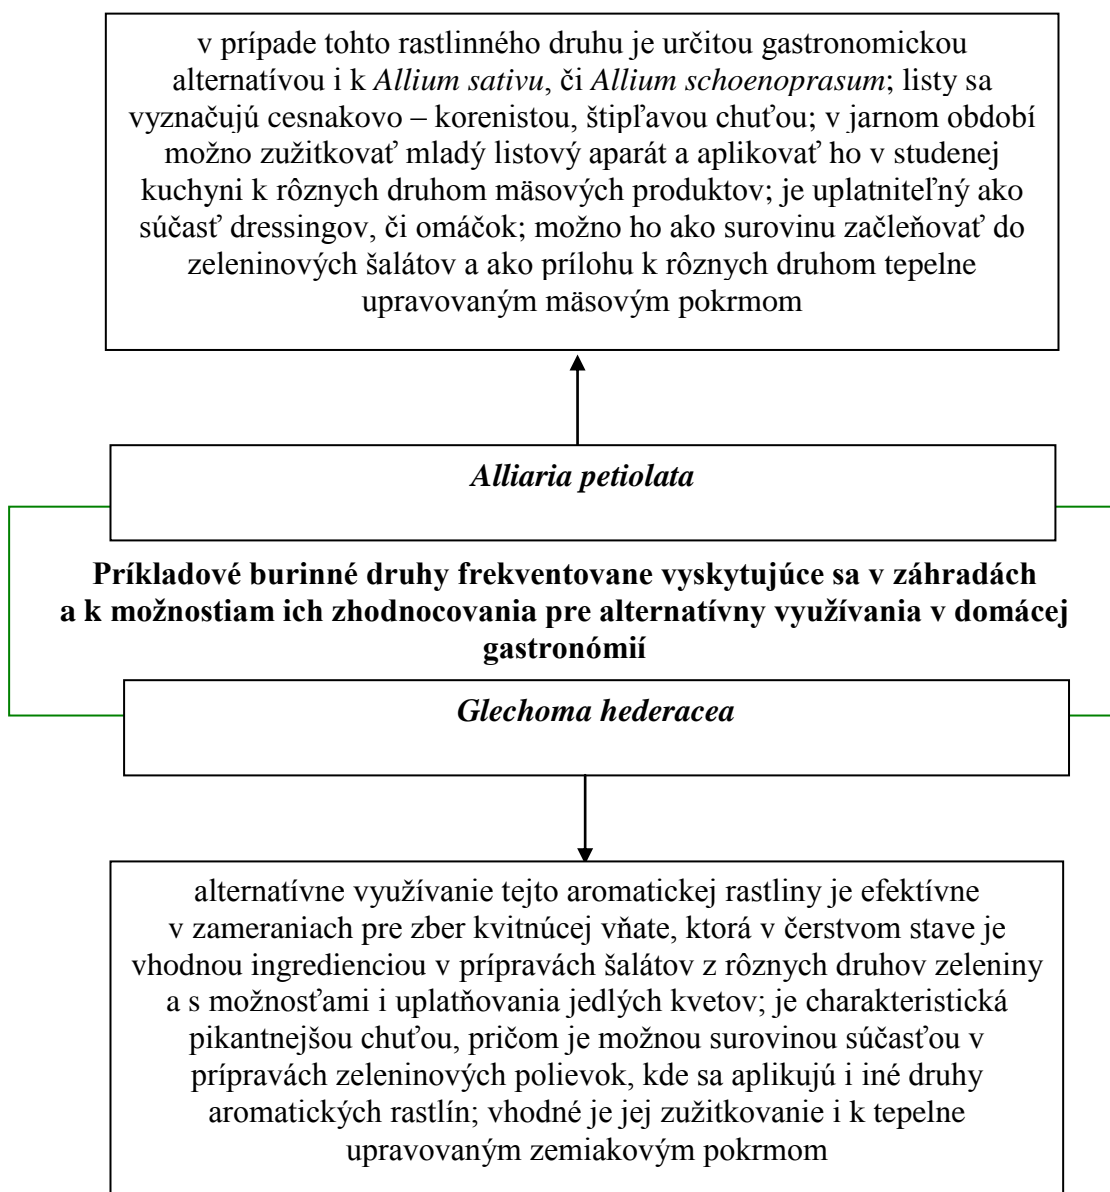 v prípade tohto rastlinného druhu je určitou gastronomickou
alternatívou i k Allium sativu, či Allium schoenoprasum; listy sa
vyznačujú cesnakovo – korenistou, štipľavou chuťou; v jarnom období
možno zužitkovať mladý listový aparát a aplikovať ho v studenej
kuchyni k rôznych druhom mäsových produktov; je uplatniteľný ako
súčasť dressingov, či omáčok; možno ho ako surovinu začleňovať do
zeleninových šalátov a ako prílohu k rôznych druhom tepelne
upravovaným mäsovým pokrmom
Alliaria petiolata
Príkladové burinné druhy frekventovane vyskytujúce sa v záhradách
a k možnostiam ich zhodnocovania pre alternatívny využívania v domácej
gastronómií
Glechoma hederacea
alternatívne využívanie tejto aromatickej rastliny je efektívne
v zameraniach pre zber kvitnúcej vňate, ktorá v čerstvom stave je
vhodnou ingredienciou v prípravách šalátov z rôznych druhov zeleniny
a s možnosťami i uplatňovania jedlých kvetov; je charakteristická
pikantnejšou chuťou, pričom je možnou surovinou súčasťou v
prípravách zeleninových polievok, kde sa aplikujú i iné druhy
aromatických rastlín; vhodné je jej zužitkovanie i k tepelne
upravovaným zemiakovým pokrmom